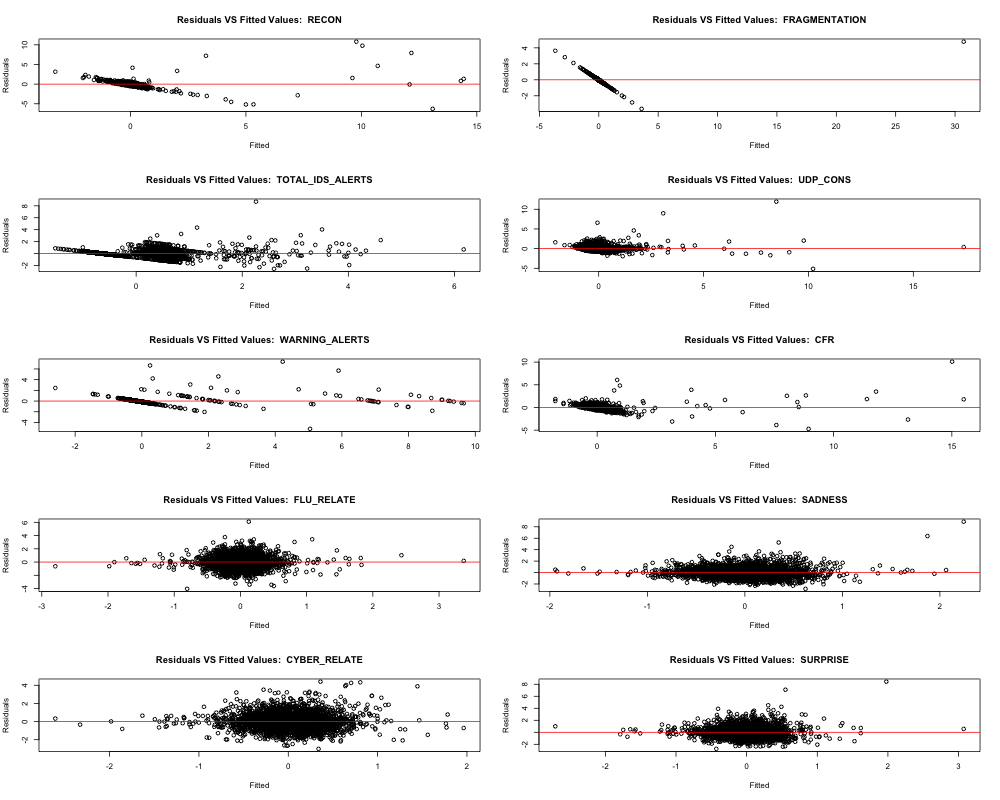 Residuals VS Fitted Values:  RECON
Residuals
-5 0 5 10
0 5 10 15
Fitted
Residuals VS Fitted Values:  FRAGMENTATION
Residuals
-2 0 2 4
-5 0 5 10 15 20 25 30
Fitted
Residuals VS Fitted Values:  TOTAL_IDS_ALERTS
Residuals
-2 2 4 6 8
0 2 4 6
Fitted
Residuals VS Fitted Values:  UDP_CONS
Residuals
-5 0 5 10
0 5 10 15
Fitted
Residuals VS Fitted Values:  WARNING_ALERTS
Residuals
-4 0 2 4
-2 0 2 4 6 8 10
Fitted
Residuals VS Fitted Values:  CFR
Residuals
-5 0 5 10
0 5 10 15
Fitted
Residuals VS Fitted Values:  FLU_RELATE
Residuals
-4 0 2 4 6
-3 -2 -1 0 1 2 3
Fitted
Residuals VS Fitted Values:  SADNESS
Residuals
-2 2 4 6 8
-2 -1 0 1 2
Fitted
Residuals VS Fitted Values:  CYBER_RELATE
Residuals
-2 0 2 4
-2 -1 0 1 2
Fitted
Residuals VS Fitted Values:  SURPRISE
Residuals
-2 2 4 6 8
-2 -1 0 1 2 3
Fitted